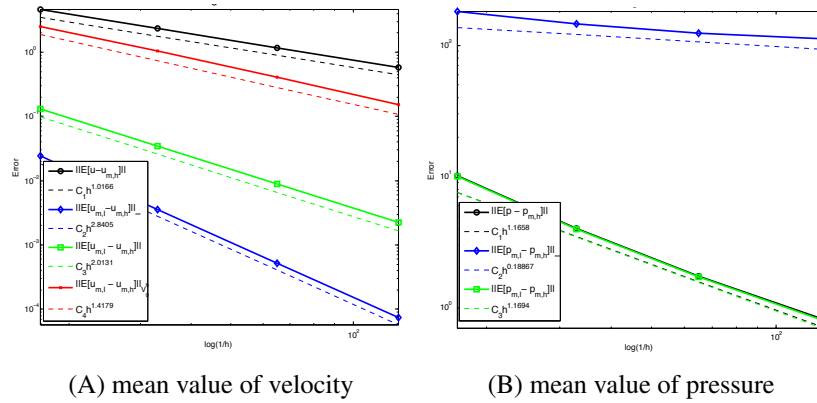 10^0
10^-1
10^-2
10^-3
10^-4
Error
||E[u−u_{m,h}]||
C_1h^{1.0166}
||E[u_{m,l}−u_{m,h}]||_
C_2h^{2.8405}
||E[u_{m,l} − u_{m,h}]||
C_3h^{2.0131}
||E[u_{m,l} − u_{m,h}]||_V
C_4h^{1.4179}
10^2
log(1/h)
(A) mean value of velocity
10^2
10^1
10^0
Error
||E[p − p_{m,h}]||
C_1h^{1.1658}
||E[p_{m,l}− p_{m,h}]||_
C_2h^{0.18867}
||E[p_{m,l}− p_{m,h}]||
C_3h^{1.1694}
10^2
log(1/h)
(B) mean value of pressure